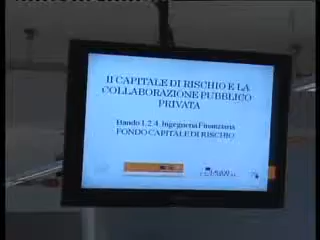 Il CAPITALE DI RISCHIO E LA
COLLABORAZIONE PUBBLICO
PRIVATA
Bando 1.2.4. Ingegneria Finanziaria
FONDO CAPITALE DI RISCHIO